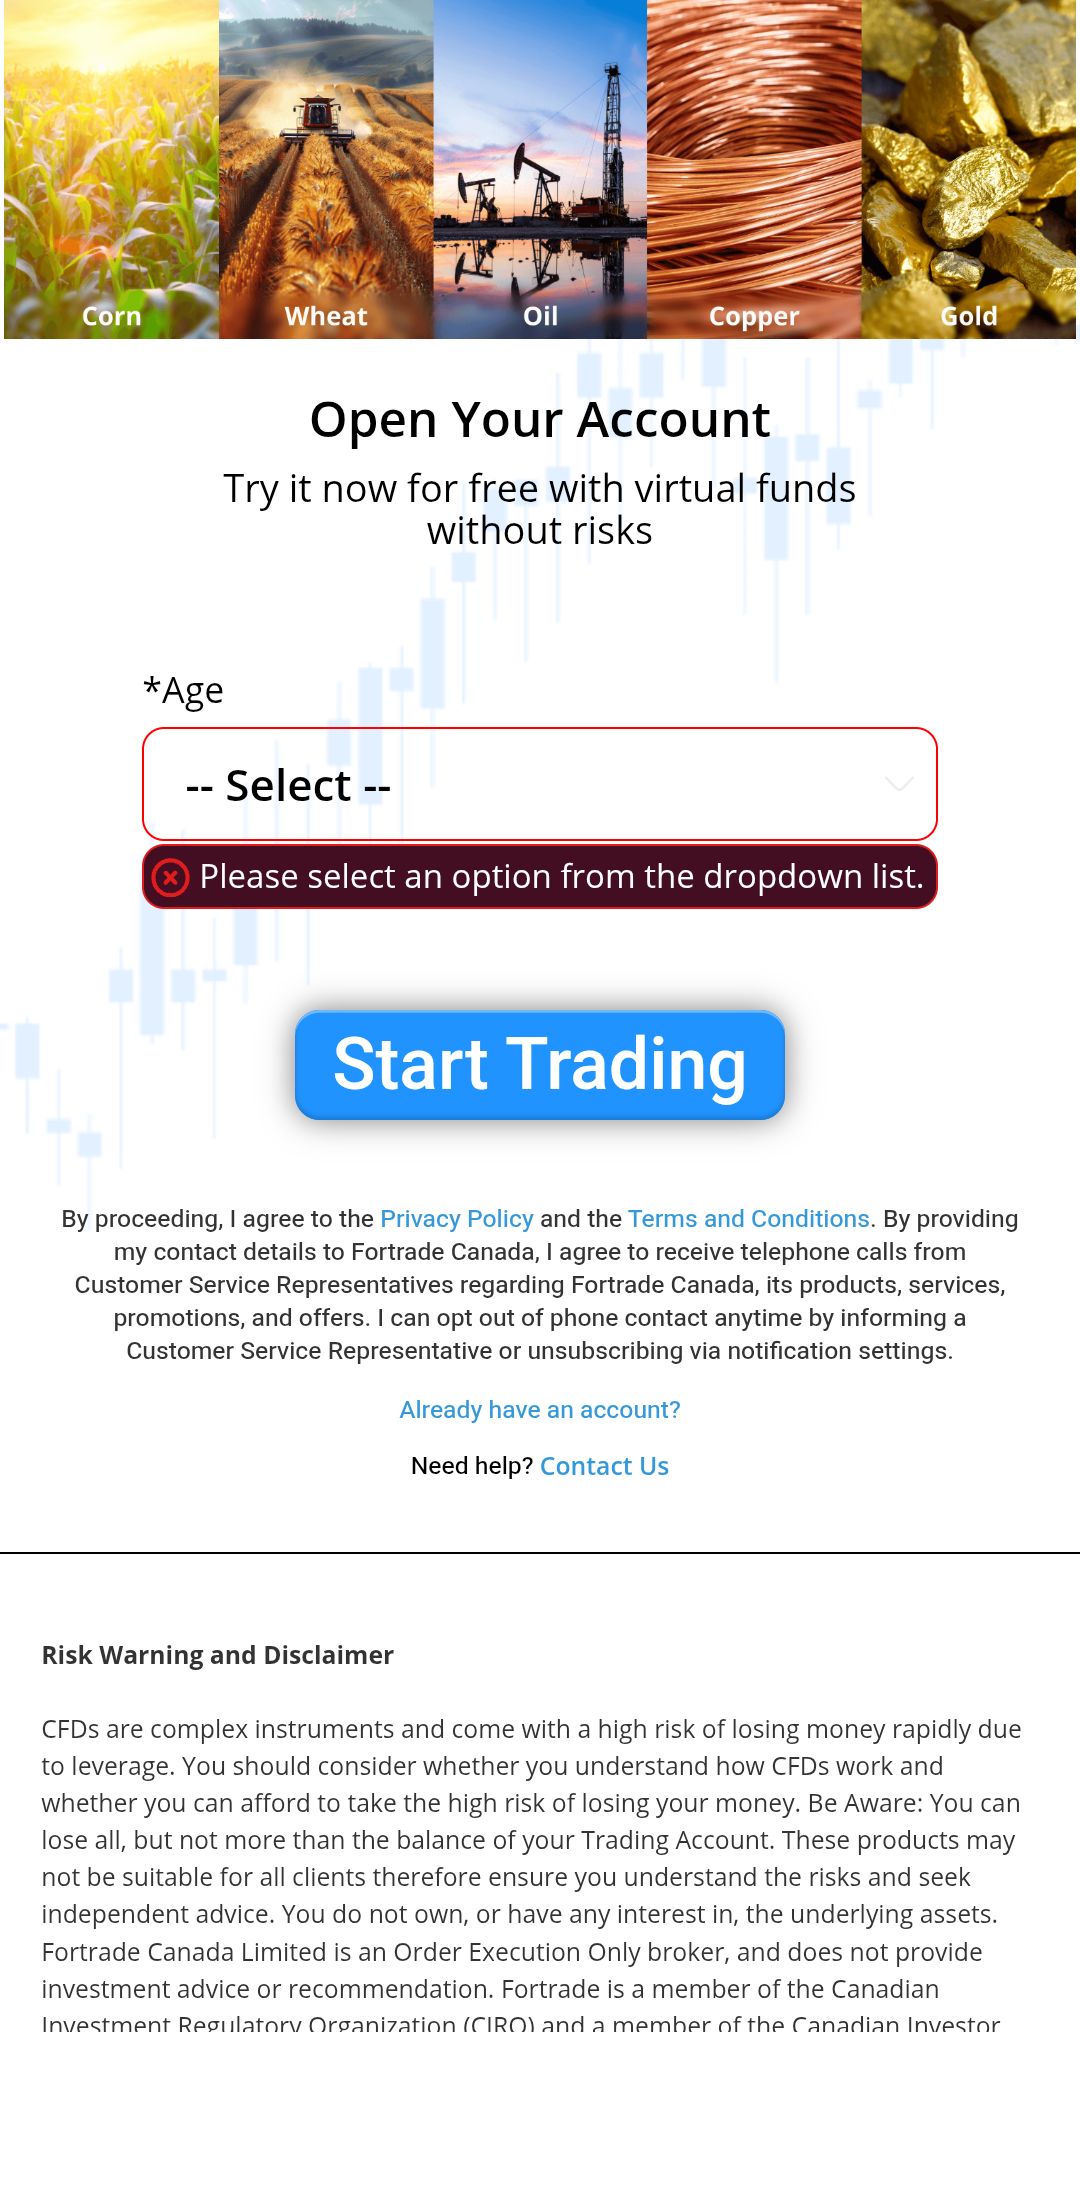 Corn Wheat Oil Copper Gold
Open Your Account
Try it now for free with virtual funds
without risks
*Age
-- Select --
Please select an option from the dropdown list.
Start Trading
By proceeding, I agree to the Privacy Policy and the Terms and Conditions. By providing
my contact details to Fortrade Canada, I agree to receive telephone calls from
Customer Service Representatives regarding Fortrade Canada, its products, services,
promotions, and offers. I can opt out of phone contact anytime by informing a
Customer Service Representative or unsubscribing via notification settings.
Already have an account?
Need help? Contact Us
Risk Warning and Disclaimer
CFDs are complex instruments and come with a high risk of losing money rapidly due
to leverage. You should consider whether you understand how CFDs work and
whether you can afford to take the high risk of losing your money. Be Aware: You can
lose all, but not more than the balance of your Trading Account. These products may
not be suitable for all clients therefore ensure you understand the risks and seek
independent advice. You do not own, or have any interest in, the underlying assets.
Fortrade Canada Limited is an Order Execution Only broker, and does not provide
investment advice or recommendation. Fortrade is a member of the Canadian
Investment Regulatory Organization (CIRO) and a member of the Canadian Investor